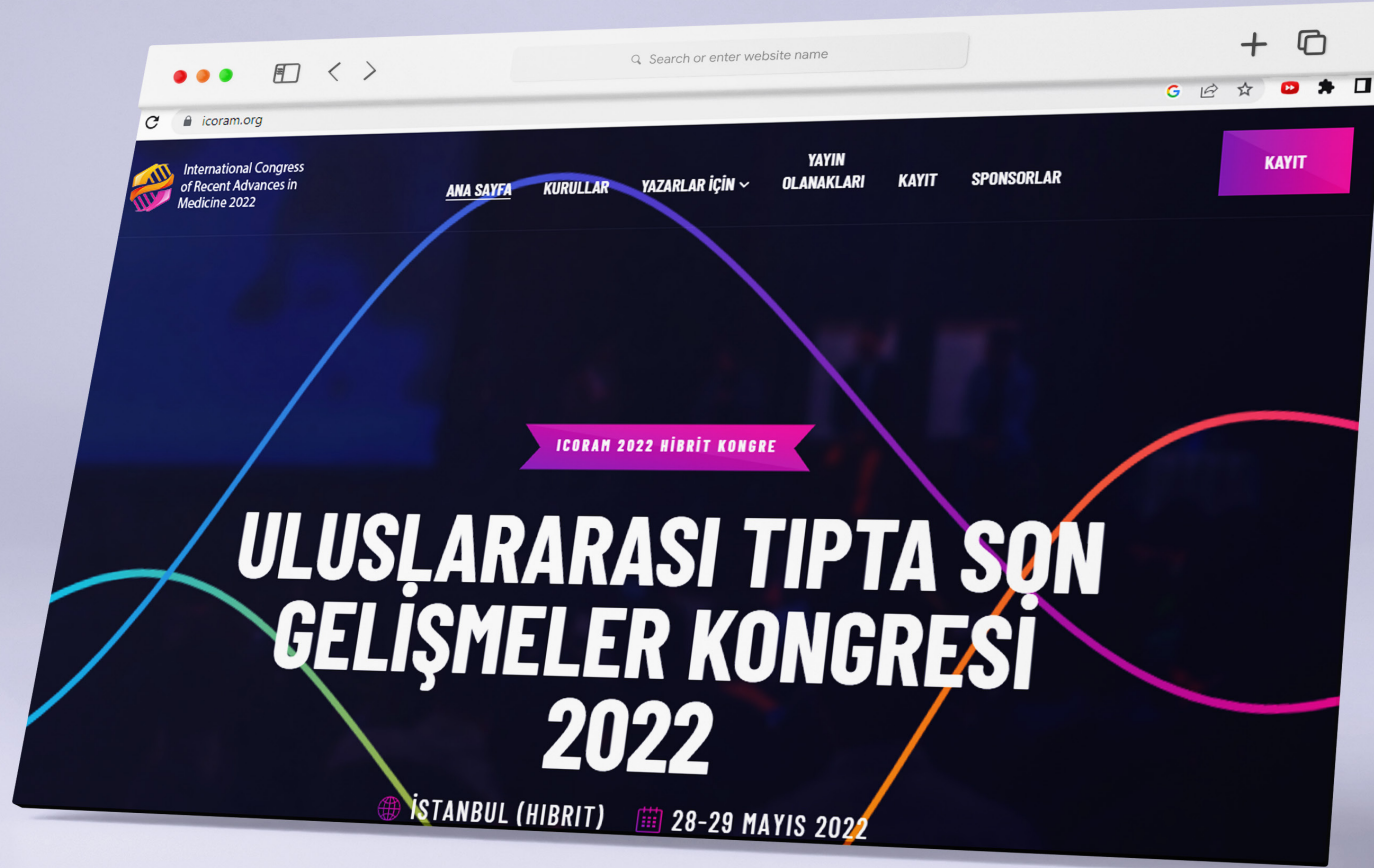 Search or enter website name
icoram.org
International Congress
of Recent Advances in
Medicine 2022
ANA SAYFA
KURULLAR
YAZARLAR İÇİN
YAYIN
OLANAKLARI
KAYIT
SPONSORLAR
KAYIT
ICORAM 2022 HİBRİT KONGRE
ULUSLARARASI TIPTA SON
GELİŞMELER KONGRESİ
2022
İSTANBUL (HIBRIT)
28-29 MAYIS 2022